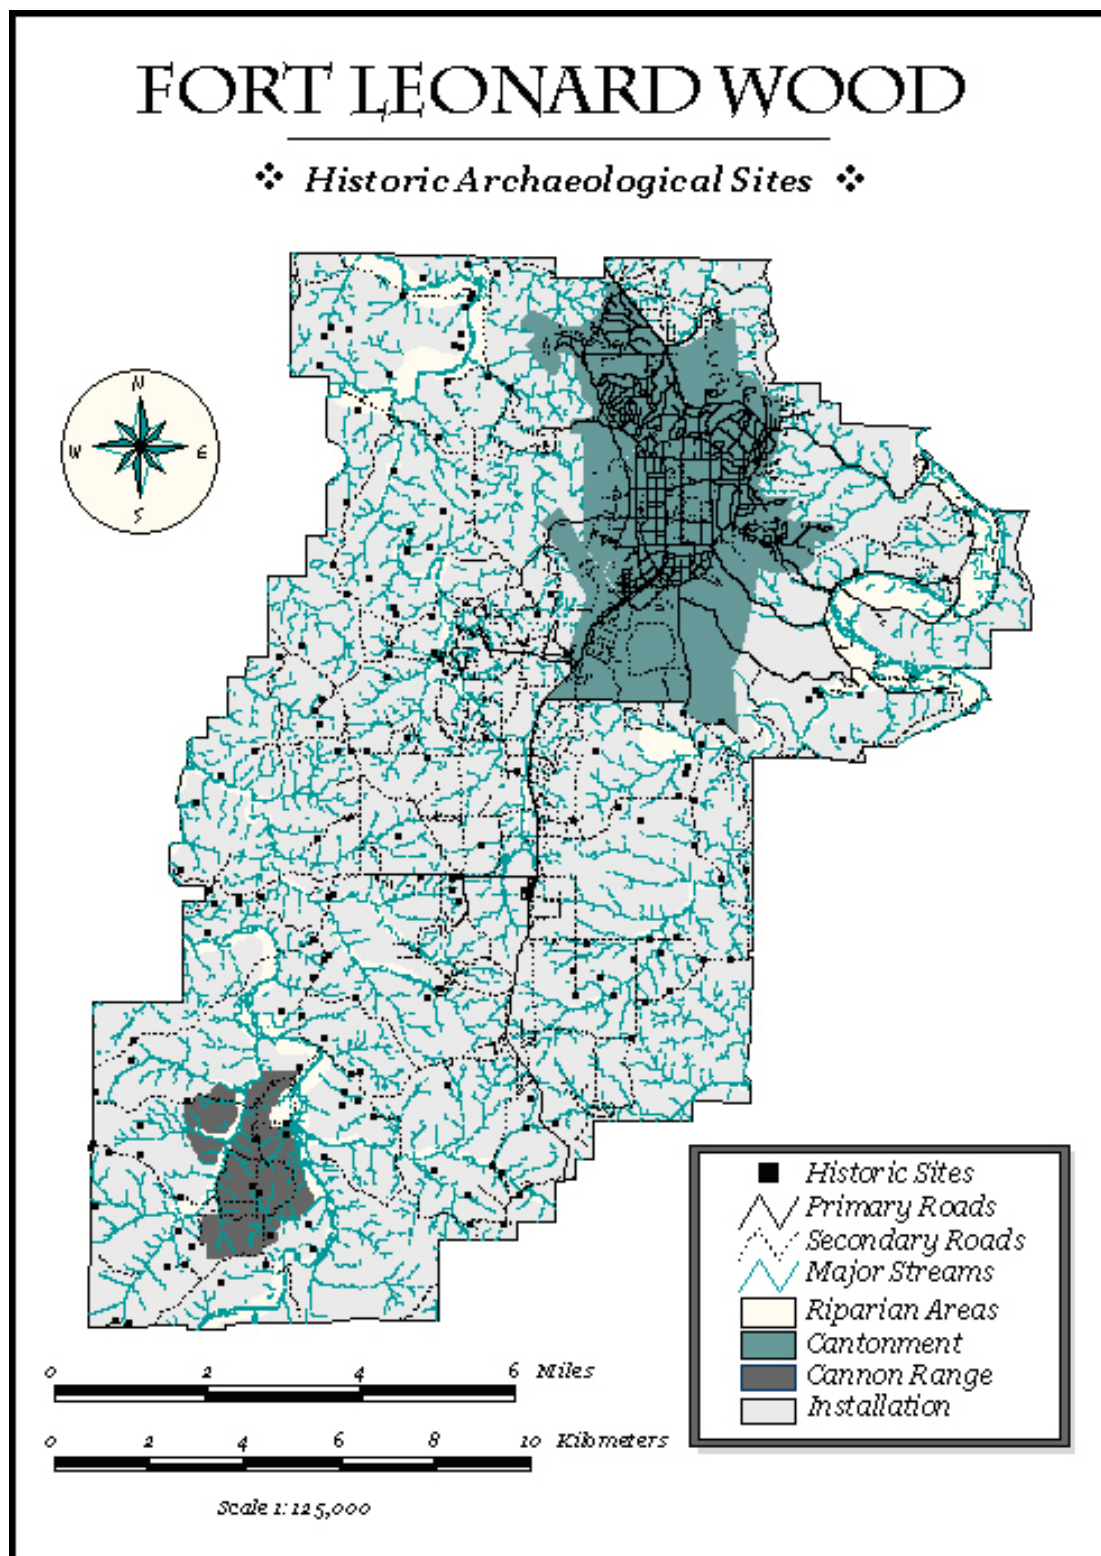 FORT LEONARD WOOD
Historic Archaeological Sites
N
W E
S
Historic Sites
Primary Roads
Secondary Roads
Major Streams
Riparian Areas
Cantonment
Cannon Range
Installation
0 2 4 6 Miles
0 2 4 6 8 10 Kilometers
Scale 1:125,000